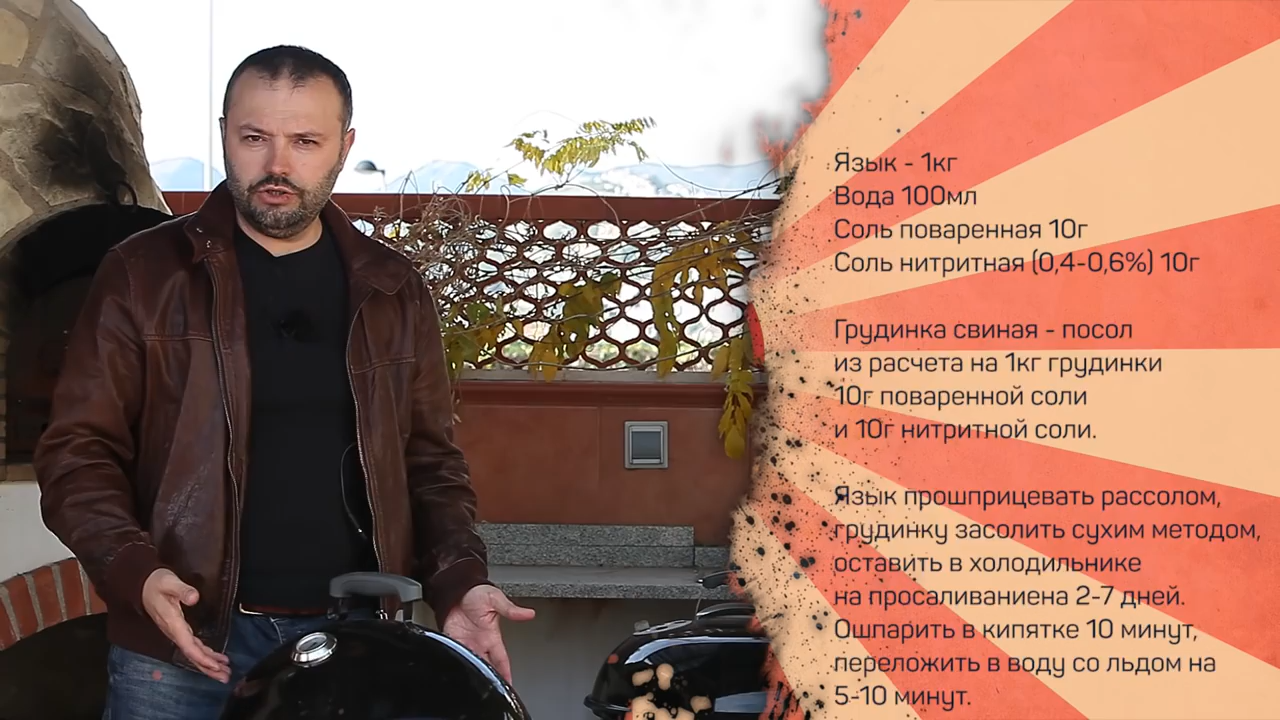 Язык - 1кг
Вода 100мл
Соль поваренная 10г
Соль нитритная (0,4-0,6%) 10г
Грудинка свиная - посол
из расчета на 1кг грудинки
10г поваренной соли
и 10г нитритной соли.
Язык прошприцевать рассолом,
грудинку засолить сухим методом,
оставить в холодильнике
на просаливаниена 2-7 дней.
Ошпарить в кипятке 10 минут,
переложить в воду со льдом на
5-10 минут.